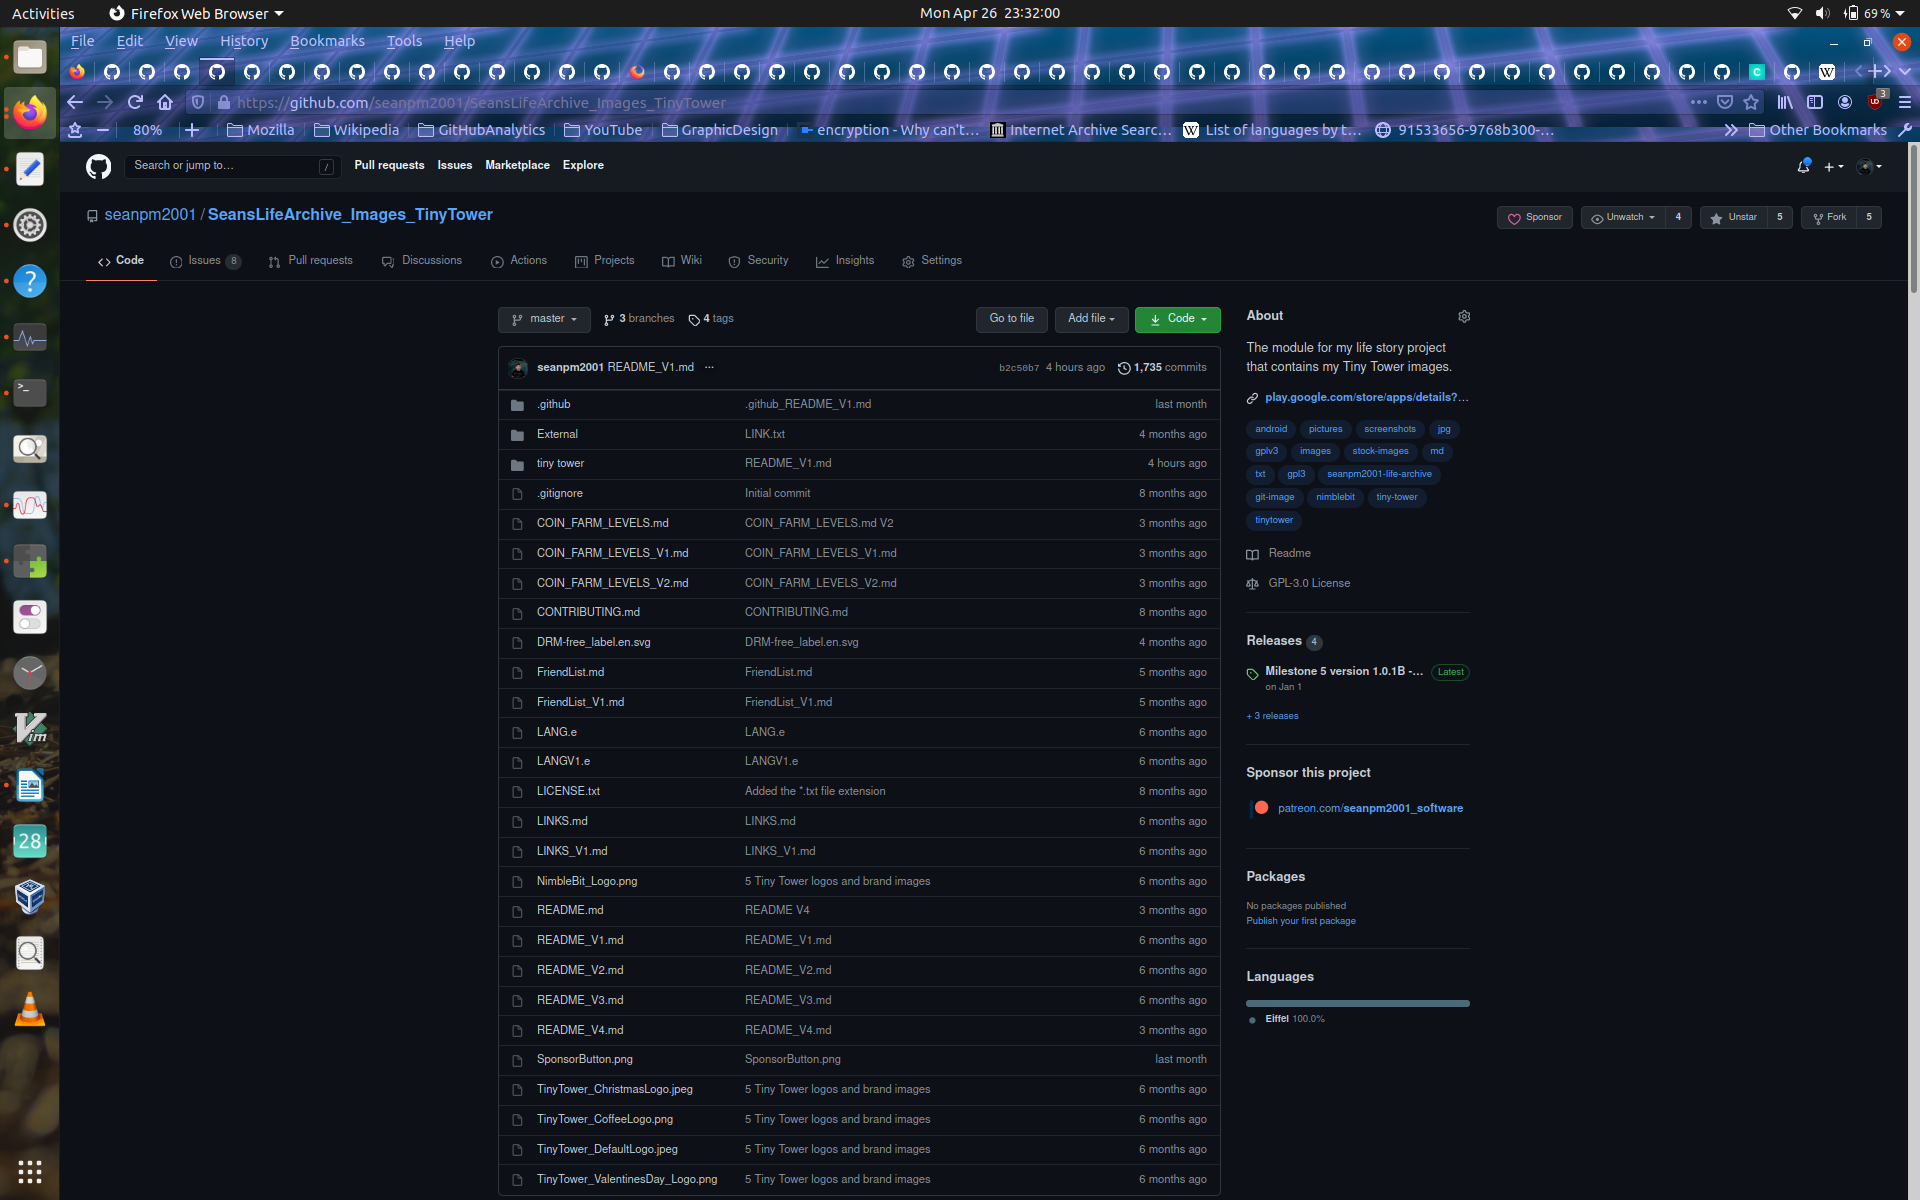 Activities Firefox Web Browser Mon Apr 26 23:32:00 69 %
File Edit View History Bookmarks Tools Help
https://github.com/seanpm2001/SeansLifeArchive_Images_TinyTower 3
80% Mozilla Wikipedia GitHubAnalytics YouTube GraphicDesign encryption - Why can't... Internet Archive Searc... List of languages by t... 91533656-9768b300-... Other Bookmarks
Search or jump to... / Pull requests Issues Marketplace Explore
seanpm2001 / SeansLifeArchive_Images_TinyTower Sponsor Unwatch 4 Unstar 5 Fork 5
Code Issues 8 Pull requests Discussions Actions Projects Wiki Security Insights Settings
master 3 branches 4 tags Go to file Add file Code
seanpm2001 README_V1.md ... b2c50b7 4 hours ago 1,735 commits
.github .github_README_V1.md last month
External LINK.txt 4 months ago
tiny tower README_V1.md 4 hours ago
.gitignore Initial commit 8 months ago
COIN_FARM_LEVELS.md COIN_FARM_LEVELS.md V2 3 months ago
COIN_FARM_LEVELS_V1.md COIN_FARM_LEVELS_V1.md 3 months ago
COIN_FARM_LEVELS_V2.md COIN_FARM_LEVELS_V2.md 3 months ago
CONTRIBUTING.md CONTRIBUTING.md 8 months ago
DRM-free_label.en.svg DRM-free_label.en.svg 4 months ago
FriendList.md FriendList.md 5 months ago
FriendList_V1.md FriendList_V1.md 5 months ago
LANG.e LANG.e 6 months ago
LANGV1.e LANGV1.e 6 months ago
LICENSE.txt Added the *.txt file extension 8 months ago
LINKS.md LINKS.md 6 months ago
LINKS_V1.md LINKS_V1.md 6 months ago
NimbleBit_Logo.png 5 Tiny Tower logos and brand images 6 months ago
README.md README V4 3 months ago
README_V1.md README_V1.md 6 months ago
README_V2.md README_V2.md 6 months ago
README_V3.md README_V3.md 6 months ago
README_V4.md README_V4.md 3 months ago
SponsorButton.png SponsorButton.png last month
TinyTower_ChristmasLogo.jpeg 5 Tiny Tower logos and brand images 6 months ago
TinyTower_CoffeeLogo.png 5 Tiny Tower logos and brand images 6 months ago
TinyTower_DefaultLogo.jpeg 5 Tiny Tower logos and brand images 6 months ago
TinyTower_ValentinesDay_Logo.png 5 Tiny Tower logos and brand images 6 months ago
About
The module for my life story project
that contains my Tiny Tower images.
play.google.com/store/apps/details?...
android pictures screenshots jpg
gplv3 images stock-images md
txt gpl3 seanpm2001-life-archive
git-image nimblebit tiny-tower
tinytower
Readme
GPL-3.0 License
Releases 4
Milestone 5 version 1.0.1B -... Latest
on Jan 1
+ 3 releases
Sponsor this project
patreon.com/seanpm2001_software
Packages
No packages published
Publish your first package
Languages
Eiffel 100.0%
28